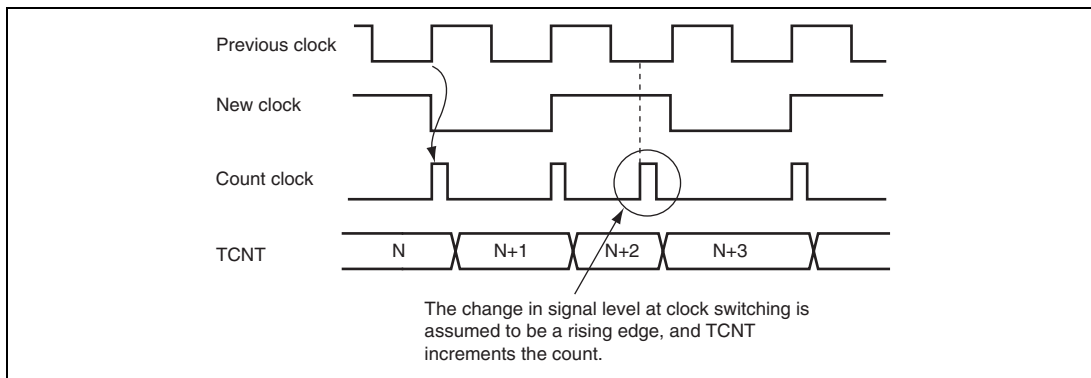 Previous clock
New clock
Count clock
TCNT
N
N+1
N+2
N+3
The change in signal level at clock switching is
assumed to be a rising edge, and TCNT
increments the count.